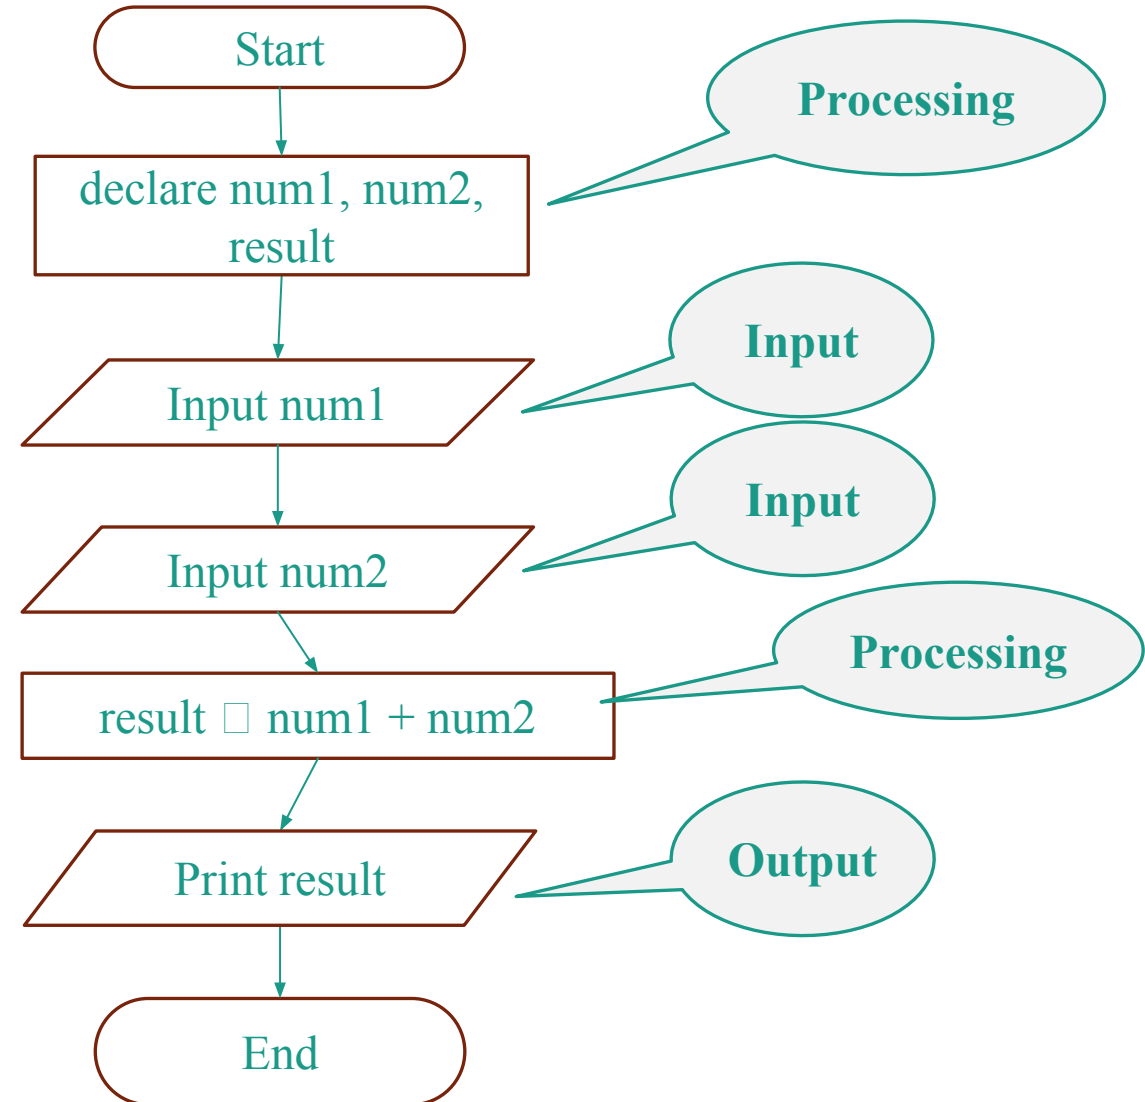 Start
Processing
declare num1, num2,
result
Input
Input num1
Input
Input num2
Processing
result □ num1 + num2
Output
Print result
End